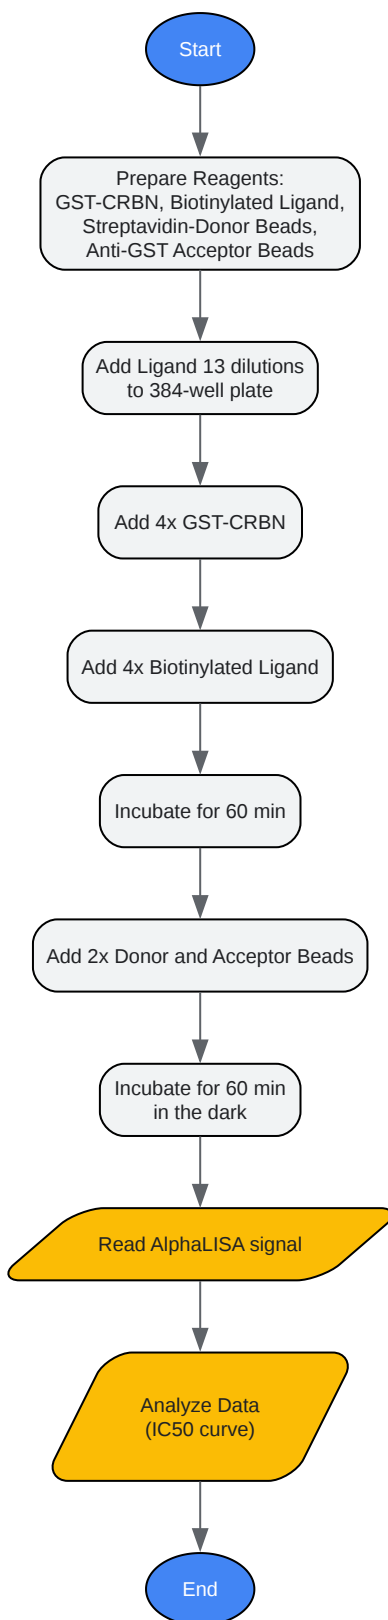 Start
Prepare Reagents:
GST-CRBN, Biotinylated Ligand,
Streptavidin-Donor Beads,
Anti-GST Acceptor Beads
Add Ligand 13 dilutions
to 384-well plate
Add 4x GST-CRBN
Add 4x Biotinylated Ligand
Incubate for 60 min
Add 2x Donor and Acceptor Beads
Incubate for 60 min
in the dark
Read AlphaLISA signal
Analyze Data
(IC50 curve)
End